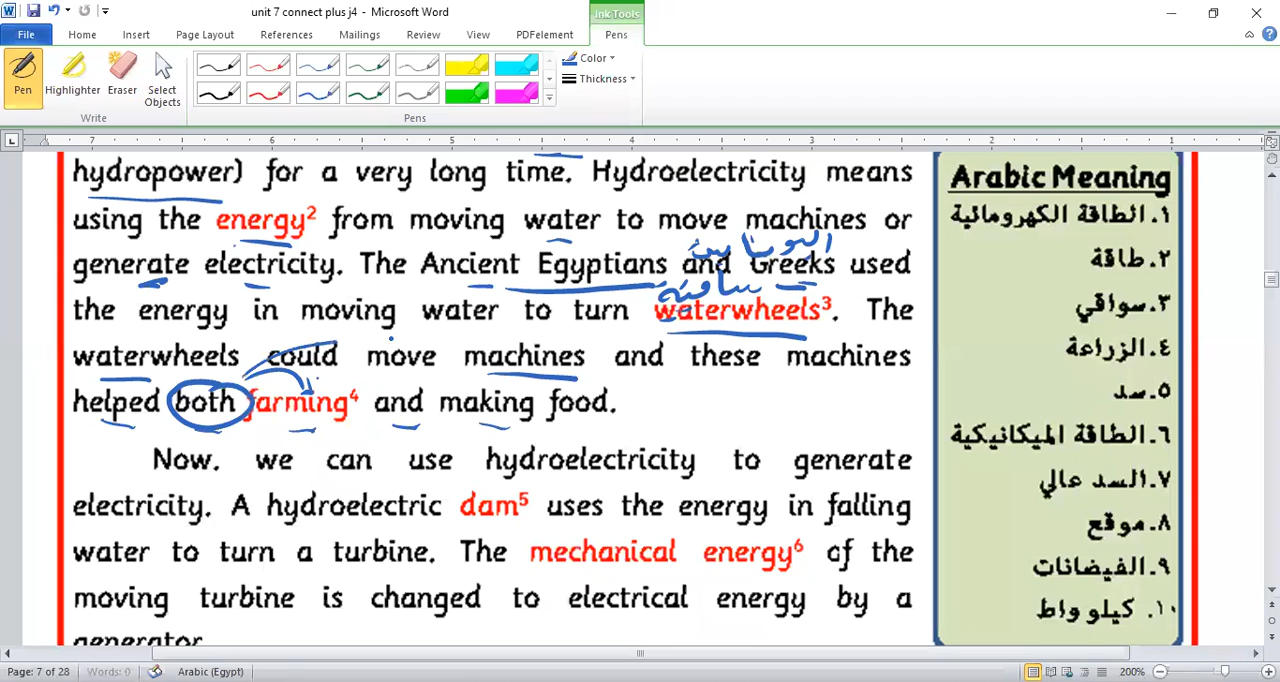 unit 7 connect plus j4 - Microsoft Word
Ink Tools
File Home Insert Page Layout References Mailings Review View PDFelement Pens
Pen Highlighter Eraser Select Objects
Color
Thickness
Write Pens
7 6 5 4 3 2 1
hydropower) for a very long time. Hydroelectricity means
using the energy² from moving water to move machines or
اليونانيين
generate electricity. The Ancient Egyptians and Greeks used
ساقية
the energy in moving water to turn waterwheels³. The
waterwheels could move machines and these machines
helped both farming⁴ and making food.
Now, we can use hydroelectricity to generate
electricity. A hydroelectric dam⁵ uses the energy in falling
water to turn a turbine. The mechanical energy⁶ of the
moving turbine is changed to electrical energy by a
generator.
Arabic Meaning
١. الطاقة الكهرومائية
٢. طاقة
٣. سواقي
٤. الزراعة
٥. سد
٦. الطاقة الميكانيكية
٧. السد عالي
٨. موقع
٩. الفيضانات
١٠. كيلو واط
Page: 7 of 28 Words: 0 Arabic (Egypt) 200%